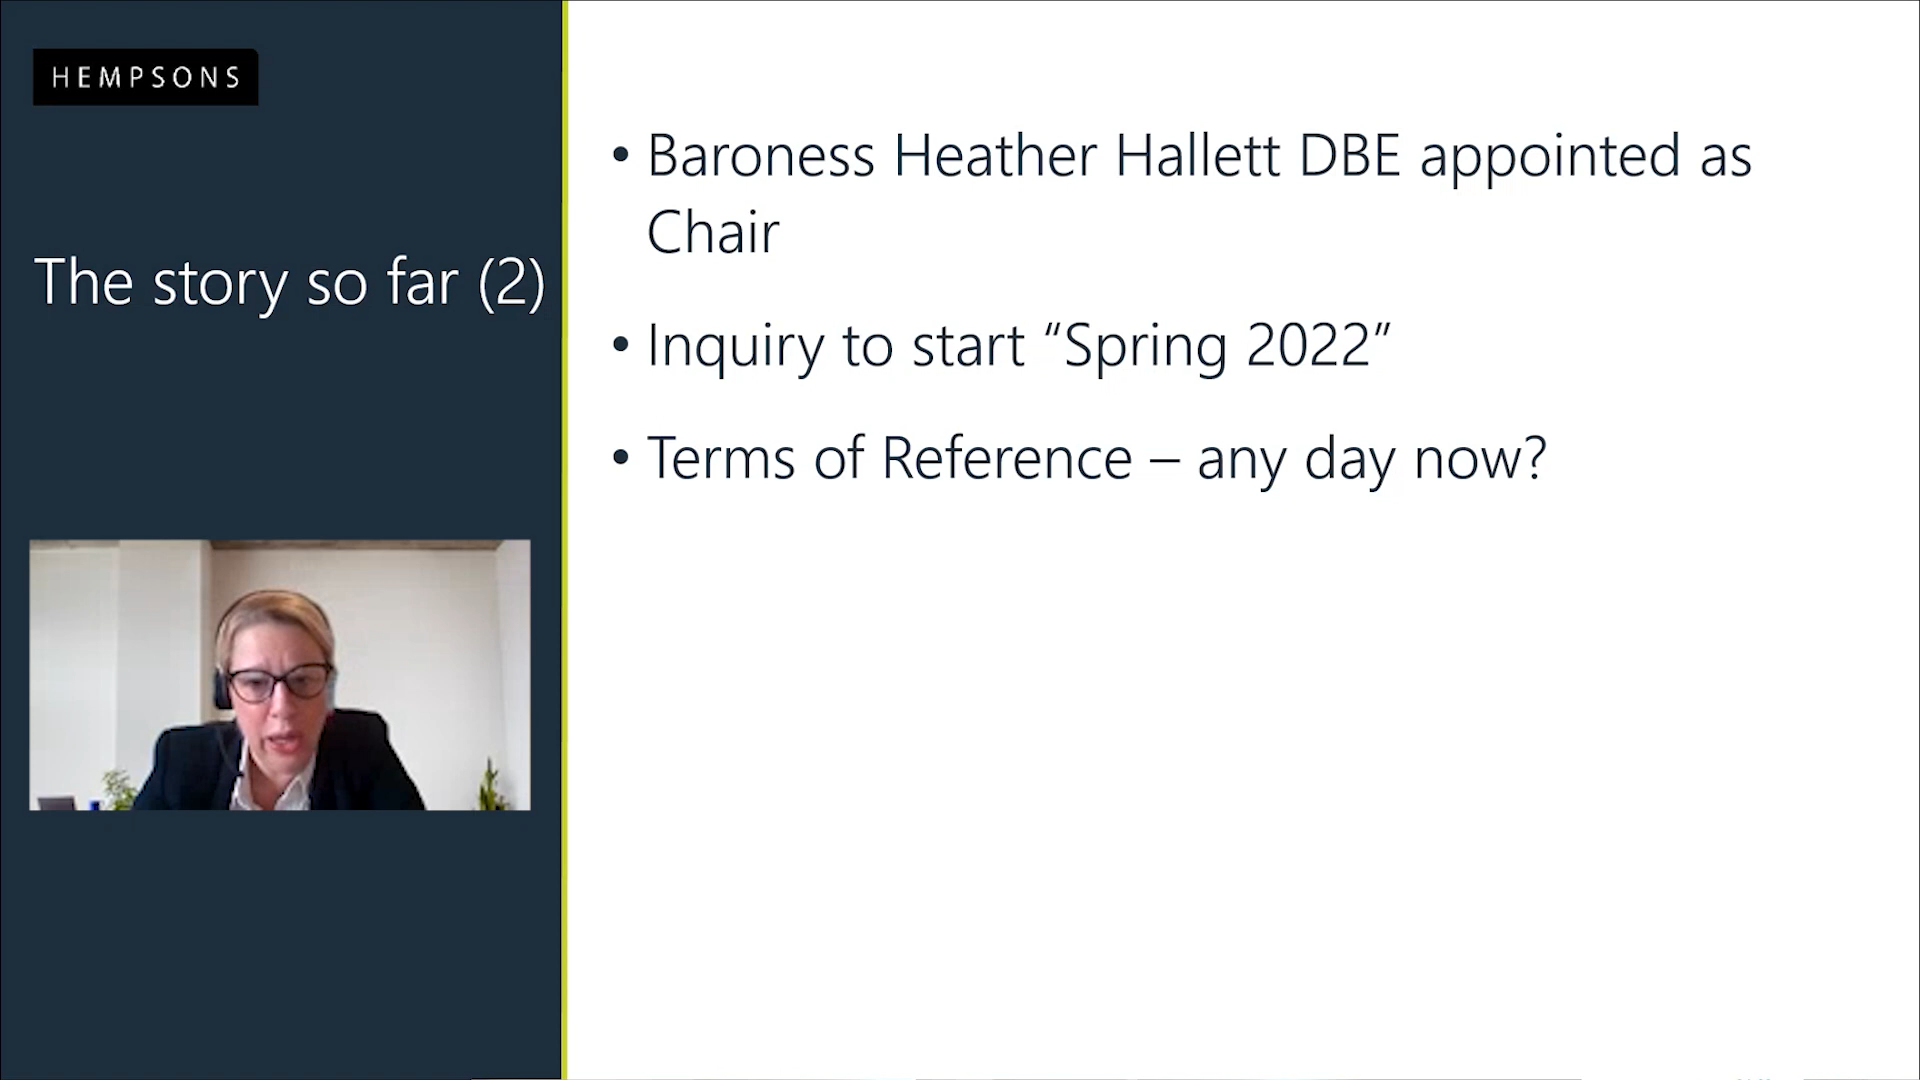 HEMPSONS
The story so far (2)
• Baroness Heather Hallett DBE appointed as
Chair
• Inquiry to start “Spring 2022”
• Terms of Reference – any day now?